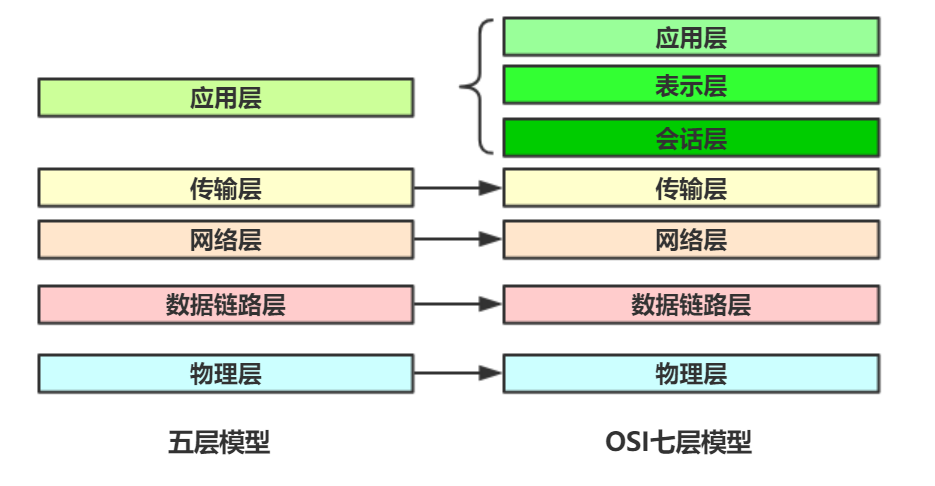 应用层
传输层
网络层
数据链路层
物理层
五层模型
应用层
表示层
会话层
传输层
网络层
数据链路层
物理层
OSI七层模型